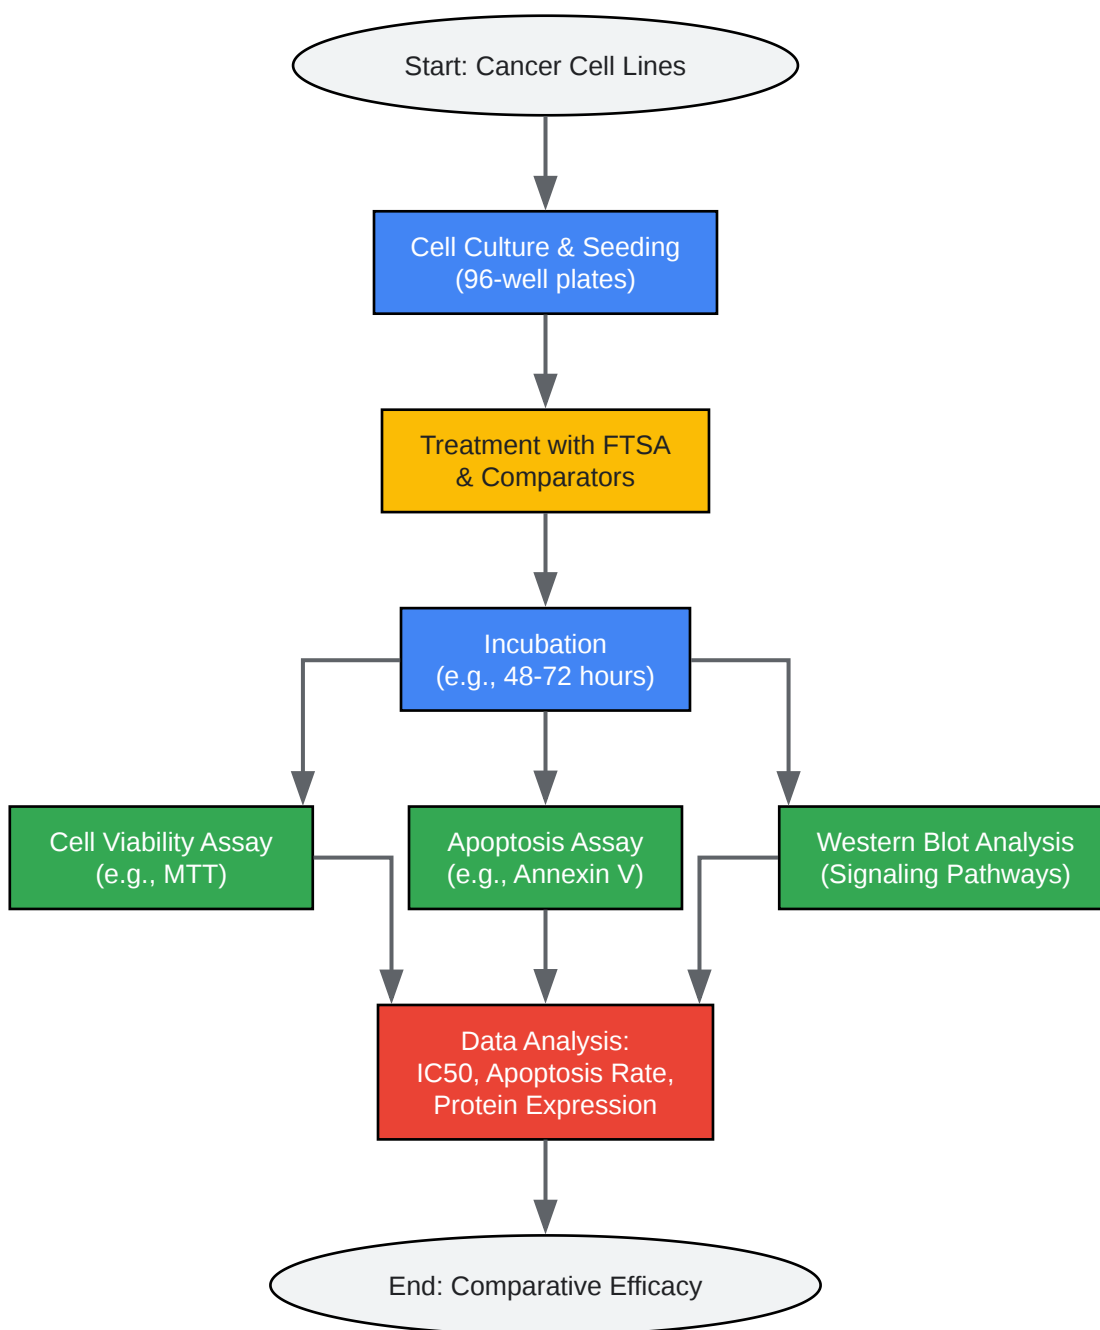 Start: Cancer Cell Lines
Cell Culture & Seeding
(96-well plates)
Treatment with FTSA
& Comparators
Incubation
(e.g., 48-72 hours)
Cell Viability Assay
(e.g., MTT)
Apoptosis Assay
(e.g., Annexin V)
Western Blot Analysis
(Signaling Pathways)
Data Analysis:
IC50, Apoptosis Rate,
Protein Expression
End: Comparative Efficacy